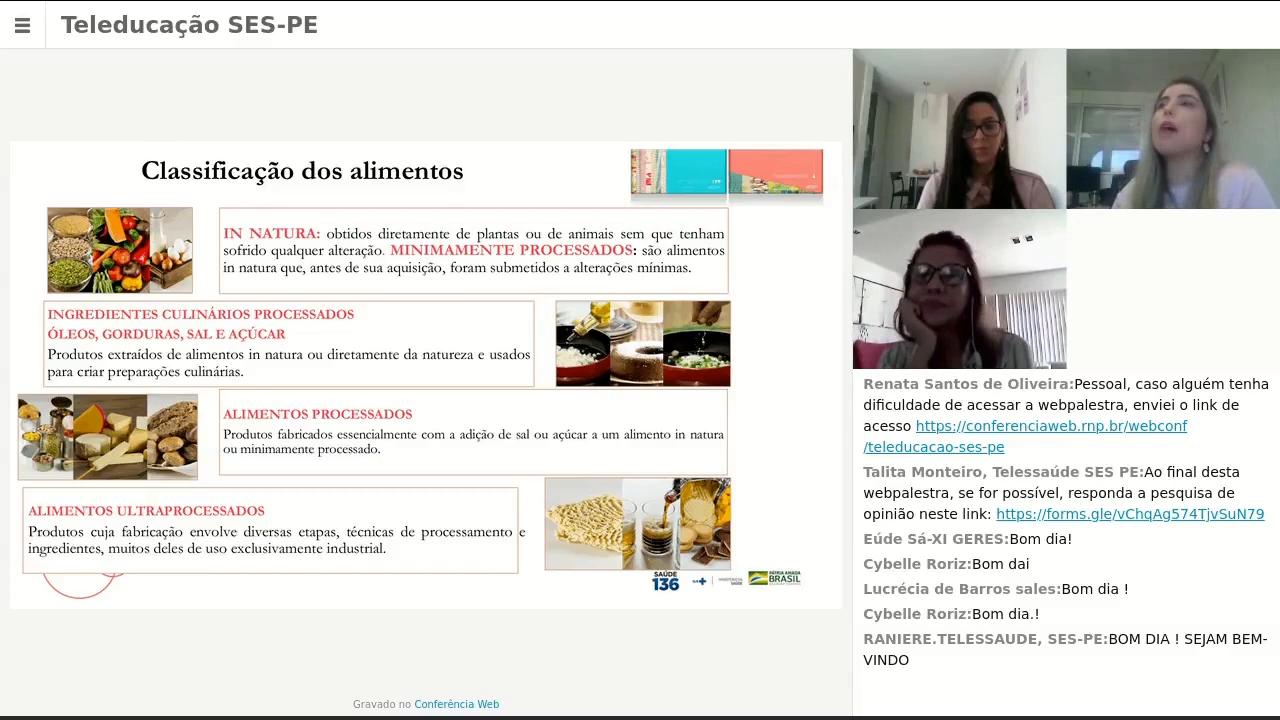 Teleducação SES-PE
Classificação dos alimentos
IN NATURA: obtidos diretamente de plantas ou de animais sem que tenham
sofrido qualquer alteração. MINIMAMENTE PROCESSADOS: são alimentos
in natura que, antes de sua aquisição, foram submetidos a alterações mínimas.
INGREDIENTES CULINÁRIOS PROCESSADOS
ÓLEOS, GORDURAS, SAL E AÇÚCAR
Produtos extraídos de alimentos in natura ou diretamente da natureza e usados
para criar preparações culinárias.
ALIMENTOS PROCESSADOS
Produtos fabricados essencialmente com a adição de sal ou açúcar a um alimento in natura
ou minimamente processado.
ALIMENTOS ULTRAPROCESSADOS
Produtos cuja fabricação envolve diversas etapas, técnicas de processamento e
ingredientes, muitos deles de uso exclusivamente industrial.
SAÚDE
136
PÁTRIA AMADA
BRASIL
Gravado no Conferência Web
Renata Santos de Oliveira:Pessoal, caso alguém tenha
dificuldade de acessar a webpalestra, enviei o link de
acesso https://conferenciaweb.rnp.br/webconf
/teleducacao-ses-pe
Talita Monteiro, Telessaúde SES PE:Ao final desta
webpalestra, se for possível, responda a pesquisa de
opinião neste link: https://forms.gle/vChqAg574TjvSuN79
Eúde Sá-XI GERES:Bom dia!
Cybelle Roriz:Bom dai
Lucrécia de Barros sales:Bom dia !
Cybelle Roriz:Bom dia.!
RANIERE.TELESSAUDE, SES-PE:BOM DIA ! SEJAM BEM-
VINDO